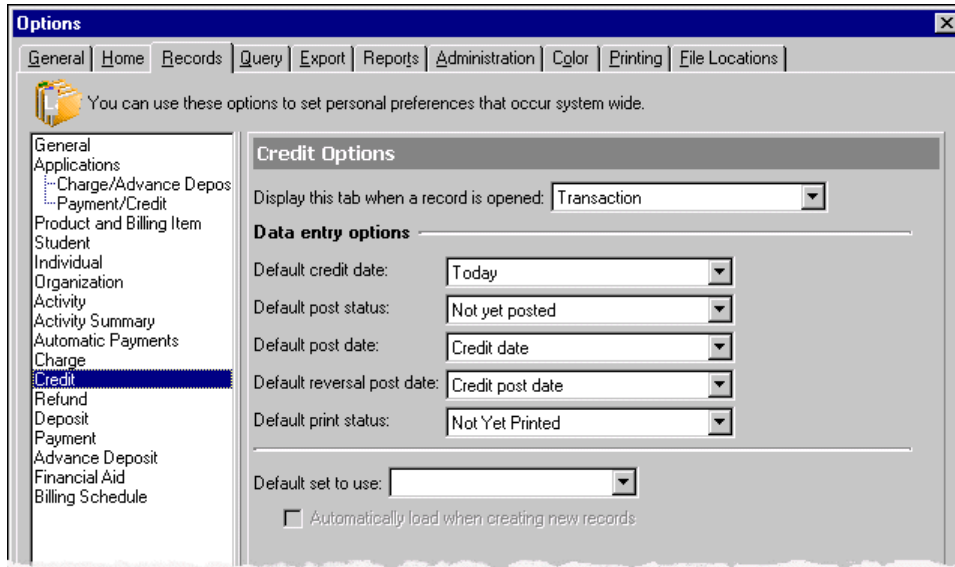 Options
General Home Records Query Export Reports Administration Color Printing File Locations
You can use these options to set personal preferences that occur system wide.
General
Applications
Charge/Advance Depos
Payment/Credit
Product and Billing Item
Student
Individual
Organization
Activity
Activity Summary
Automatic Payments
Charge
Credit
Refund
Deposit
Payment
Advance Deposit
Financial Aid
Billing Schedule
Credit Options
Display this tab when a record is opened: Transaction
Data entry options
Default credit date: Today
Default post status: Not yet posted
Default post date: Credit date
Default reversal post date: Credit post date
Default print status: Not Yet Printed
Default set to use:
Automatically load when creating new records